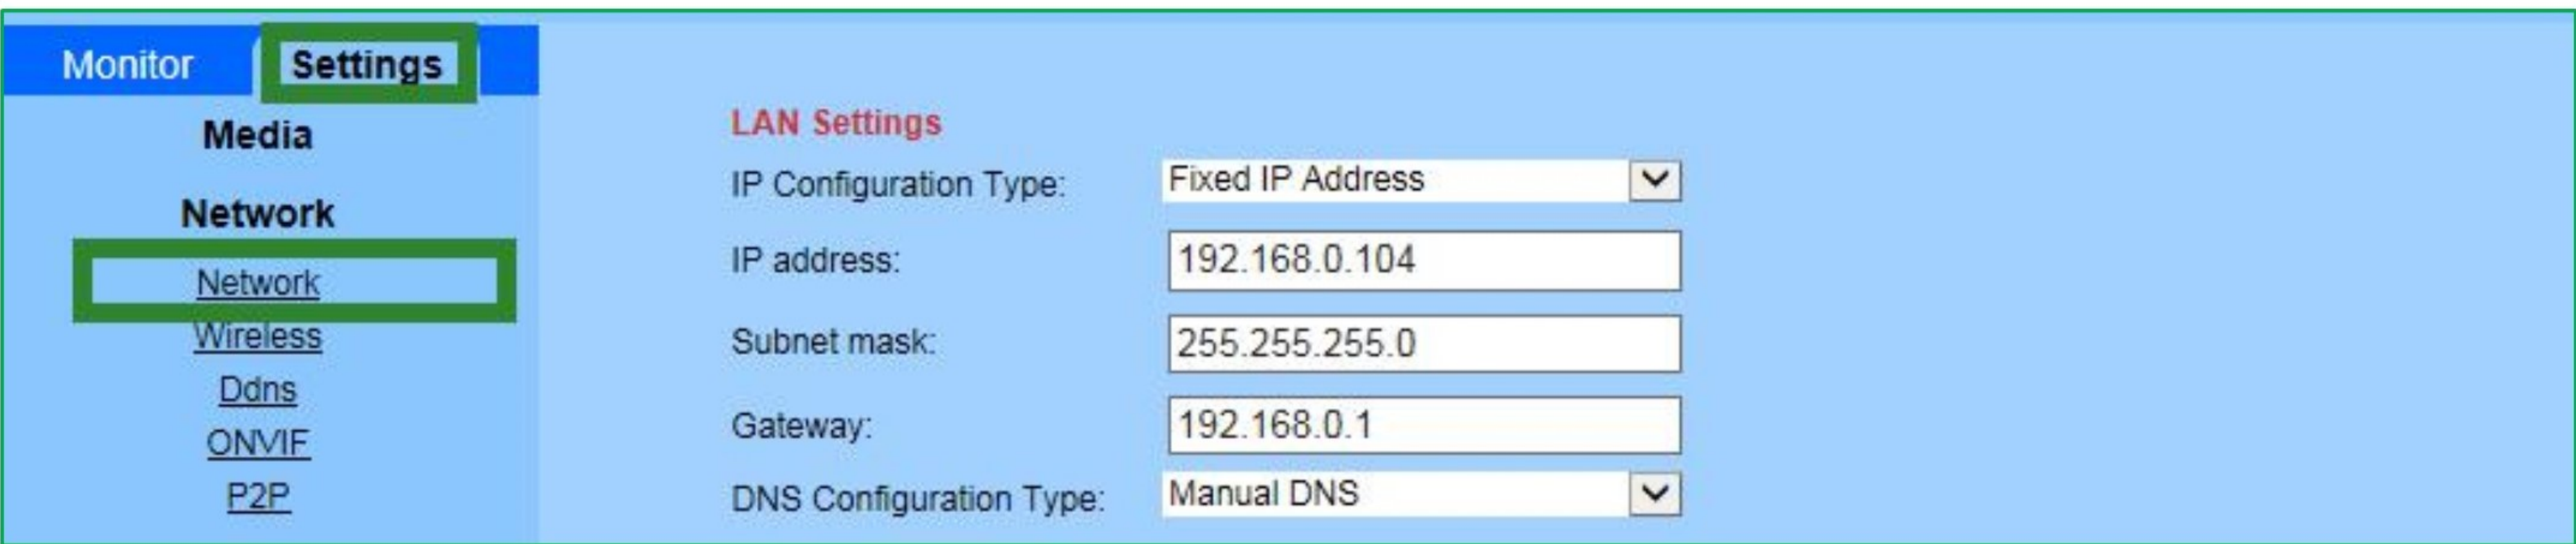 Monitor Settings
Media
Network
Network
Wireless
Ddns
ONVIF
P2P
LAN Settings
IP Configuration Type: Fixed IP Address
IP address: 192.168.0.104
Subnet mask: 255.255.255.0
Gateway: 192.168.0.1
DNS Configuration Type: Manual DNS